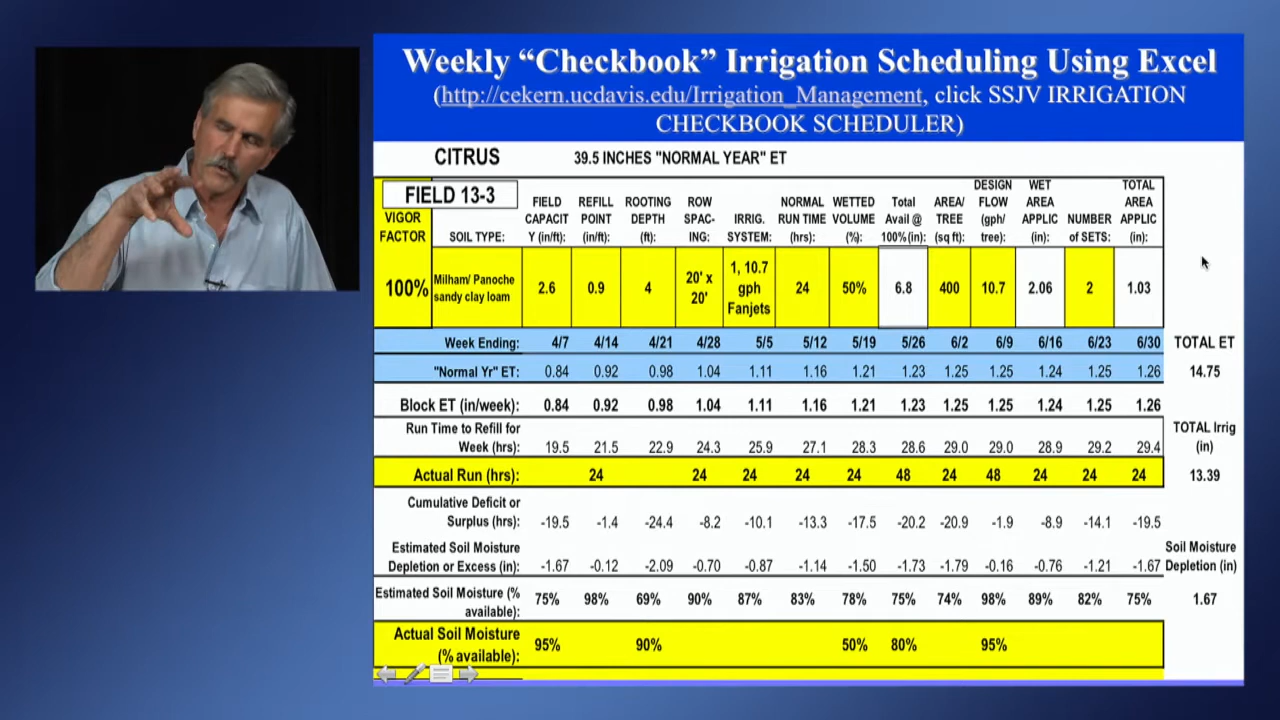 Weekly “Checkbook” Irrigation Scheduling Using Excel
(http://cekern.ucdavis.edu/Irrigation_Management, click SSJV IRRIGATION
CHECKBOOK SCHEDULER)
CITRUS 39.5 INCHES "NORMAL YEAR" ET
FIELD 13-3
VIGOR FACTOR SOIL TYPE: FIELD CAPACIT Y (in/ft): REFILL POINT (in/ft): ROOTING DEPTH (ft): ROW SPAC- ING: IRRIG. SYSTEM: NORMAL RUN TIME (hrs): WETTED VOLUME (%): Total Avail @ 100%(in): AREA/ TREE (sq ft): DESIGN FLOW (gph/ tree): WET AREA APPLIC (in): NUMBER of SETS: TOTAL AREA APPLIC (in):
100% Milham/ Panoche sandy clay loam 2.6 0.9 4 20' x 20' 1, 10.7 gph Fanjets 24 50% 6.8 400 10.7 2.06 2 1.03
Week Ending: 4/7 4/14 4/21 4/28 5/5 5/12 5/19 5/26 6/2 6/9 6/16 6/23 6/30 TOTAL ET
"Normal Yr" ET: 0.84 0.92 0.98 1.04 1.11 1.16 1.21 1.23 1.25 1.25 1.24 1.25 1.26 14.75
Block ET (in/week): 0.84 0.92 0.98 1.04 1.11 1.16 1.21 1.23 1.25 1.25 1.24 1.25 1.26
Run Time to Refill for TOTAL Irrig
Week (hrs): 19.5 21.5 22.9 24.3 25.9 27.1 28.3 28.6 29.0 29.0 28.9 29.2 29.4 (in)
Actual Run (hrs): 24 24 24 24 24 48 24 48 24 24 24 13.39
Cumulative Deficit or
Surplus (hrs): -19.5 -1.4 -24.4 -8.2 -10.1 -13.3 -17.5 -20.2 -20.9 -1.9 -8.9 -14.1 -19.5
Estimated Soil Moisture Soil Moisture
Depletion or Excess (in): -1.67 -0.12 -2.09 -0.70 -0.87 -1.14 -1.50 -1.73 -1.79 -0.16 -0.76 -1.21 -1.67 Depletion (in)
Estimated Soil Moisture (%
available): 75% 98% 69% 90% 87% 83% 78% 75% 74% 98% 89% 82% 75% 1.67
Actual Soil Moisture
(% available): 95% 90% 50% 80% 95%